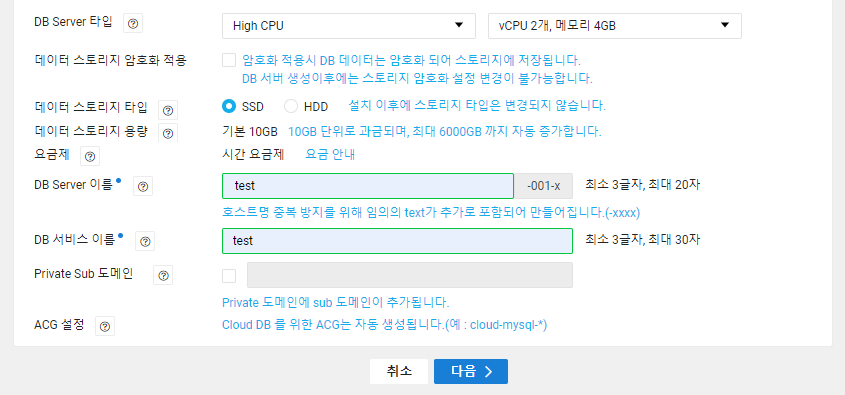 DB Server 타입 ? High CPU vCPU 2개, 메모리 4GB
데이터 스토리지 암호화 적용 암호화 적용시 DB 데이터는 암호화 되어 스토리지에 저장됩니다.
DB 서버 생성이후에는 스토리지 암호화 설정 변경이 불가능합니다.
데이터 스토리지 타입 ? SSD HDD 설치 이후에 스토리지 타입은 변경되지 않습니다.
데이터 스토리지 용량 ? 기본 10GB 10GB 단위로 과금되며, 최대 6000GB 까지 자동 증가합니다.
요금제 ? 시간 요금제 요금 안내
DB Server 이름 ? test -001-x 최소 3글자, 최대 20자
호스트명 중복 방지를 위해 임의의 text가 추가로 포함되어 만들어집니다.(-xxxx)
DB 서비스 이름 ? test 최소 3글자, 최대 30자
Private Sub 도메인 ?
Private 도메인에 sub 도메인이 추가됩니다.
ACG 설정 ? Cloud DB 를 위한 ACG는 자동 생성됩니다.(예 : cloud-mysql-*)
취소 다음